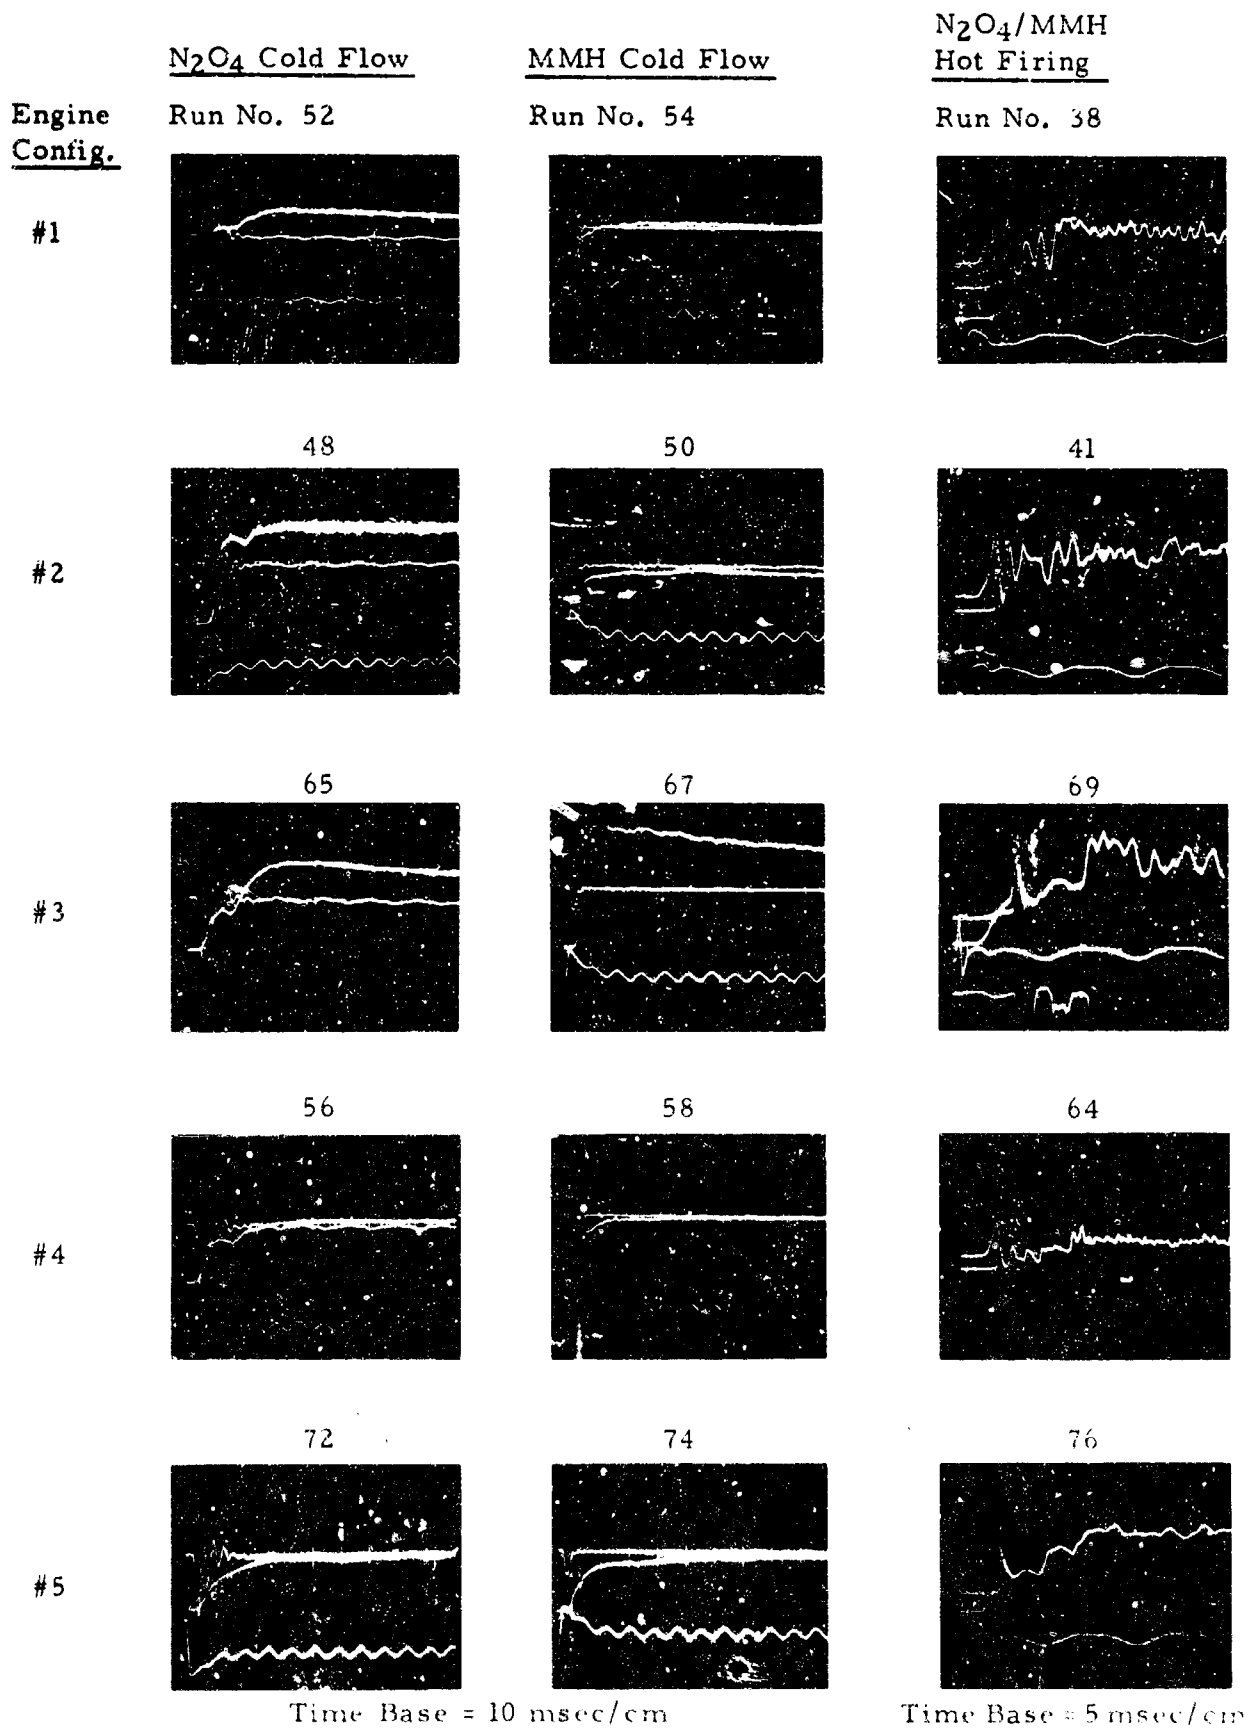 N2O4 Cold Flow
MMH Cold Flow
N2O4/MMH
Hot Firing
Engine
Config.
Run No. 52
Run No. 54
Run No. 38
#1
48
50
41
#2
65
67
69
#3
56
58
64
#4
72
74
76
#5
Time Base = 10 msec/cm
Time Base = 5 msec/cm